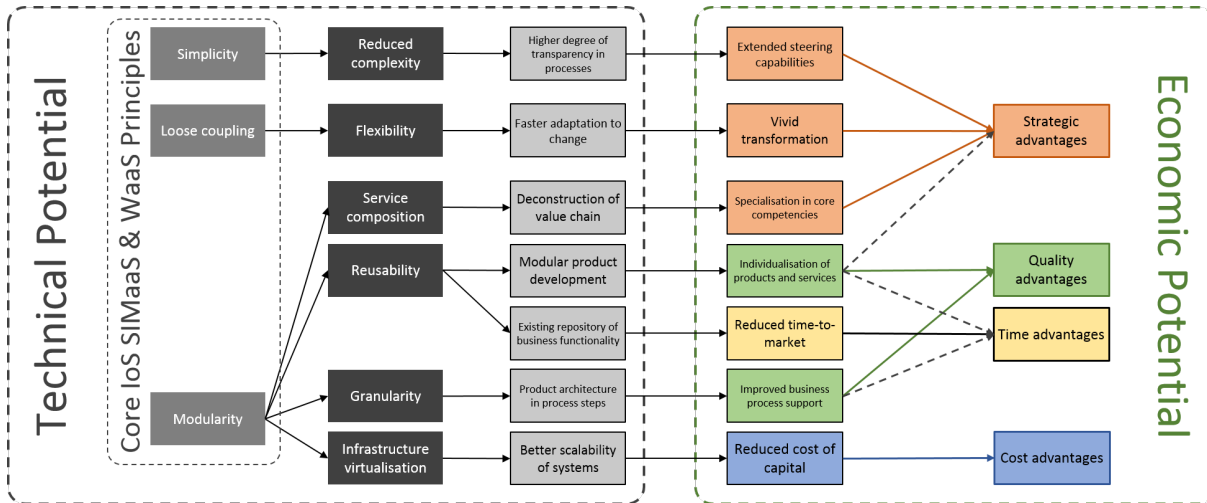 Technical Potential
Core IoS SIMaaS & WaaS Principles
Simplicity
Reduced
complexity
Higher degree of
transparency in
processes
Extended steering
capabilities
Loose coupling
Flexibility
Faster adaptation to
change
Vivid
transformation
Strategic
advantages
Service
composition
Deconstruction of
value chain
Specialisation in core
competencies
Reusability
Modular product
development
Individualisation of
products and services
Quality
advantages
Existing repository of
business functionality
Reduced time-to-
market
Time advantages
Modularity
Granularity
Product architecture
in process steps
Improved business
process support
Infrastructure
virtualisation
Better scalability
of systems
Reduced cost of
capital
Cost advantages
Economic Potential